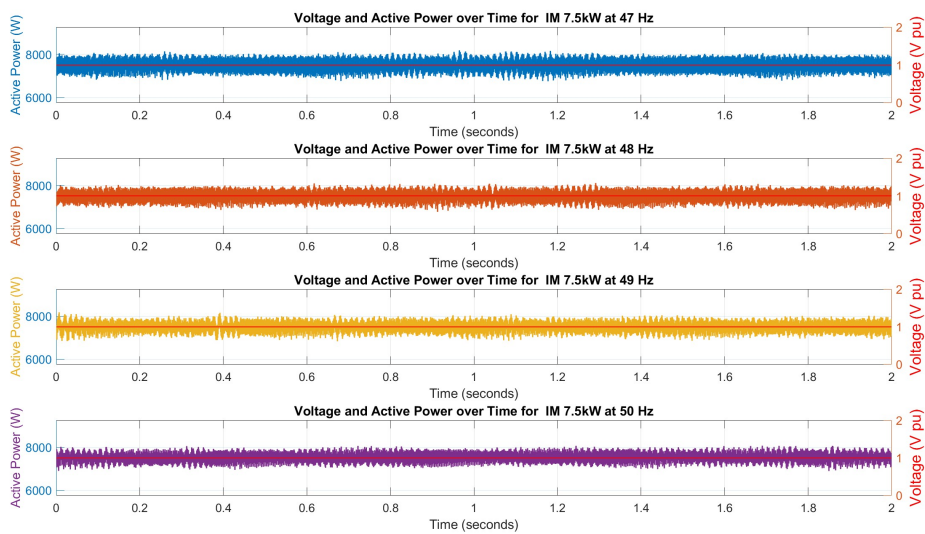 Voltage and Active Power over Time for  IM 7.5kW at 47 Hz
Active Power (W)
8000
6000
2
1
0
Voltage (V pu)
0 0.2 0.4 0.6 0.8 1 1.2 1.4 1.6 1.8 2
Time (seconds)
Voltage and Active Power over Time for  IM 7.5kW at 48 Hz
Active Power (W)
8000
6000
2
1
0
Voltage (V pu)
0 0.2 0.4 0.6 0.8 1 1.2 1.4 1.6 1.8 2
Time (seconds)
Voltage and Active Power over Time for  IM 7.5kW at 49 Hz
Active Power (W)
8000
6000
2
1
0
Voltage (V pu)
0 0.2 0.4 0.6 0.8 1 1.2 1.4 1.6 1.8 2
Time (seconds)
Voltage and Active Power over Time for  IM 7.5kW at 50 Hz
Active Power (W)
8000
6000
2
1
0
Voltage (V pu)
0 0.2 0.4 0.6 0.8 1 1.2 1.4 1.6 1.8 2
Time (seconds)